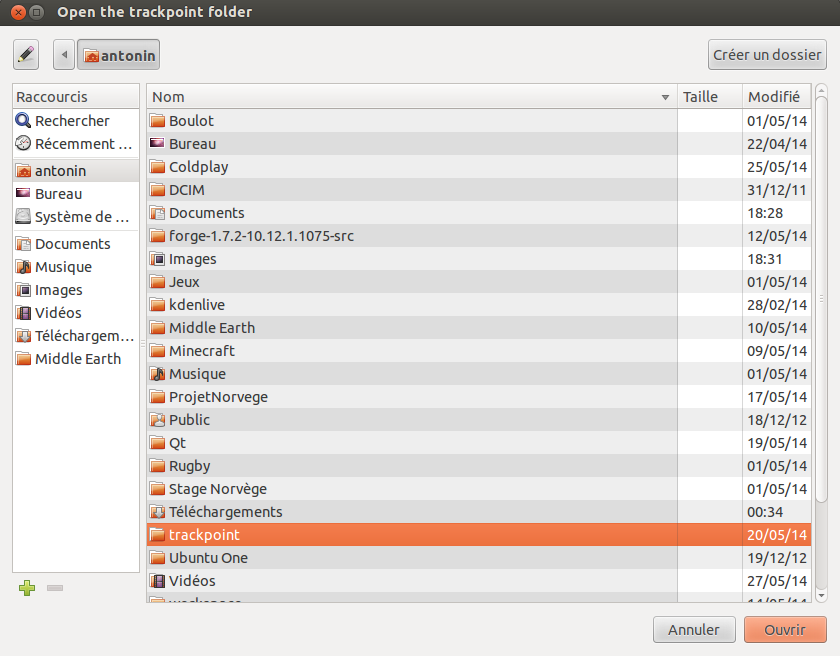 Open the trackpoint folder
antonin
Créer un dossier
Raccourcis
Rechercher
Récemment ...
antonin
Bureau
Système de ...
Documents
Musique
Images
Vidéos
Téléchargem...
Middle Earth
Nom Taille Modifié
Boulot 01/05/14
Bureau 22/04/14
Coldplay 25/05/14
DCIM 31/12/11
Documents 18:28
forge-1.7.2-10.12.1.1075-src 12/05/14
Images 18:31
Jeux 01/05/14
kdenlive 28/02/14
Middle Earth 10/05/14
Minecraft 09/05/14
Musique 01/05/14
ProjetNorvege 17/05/14
Public 18/12/12
Qt 19/05/14
Rugby 01/05/14
Stage Norvège 01/05/14
Téléchargements 00:34
trackpoint 20/05/14
Ubuntu One 19/12/12
Vidéos 27/05/14
Annuler
Ouvrir